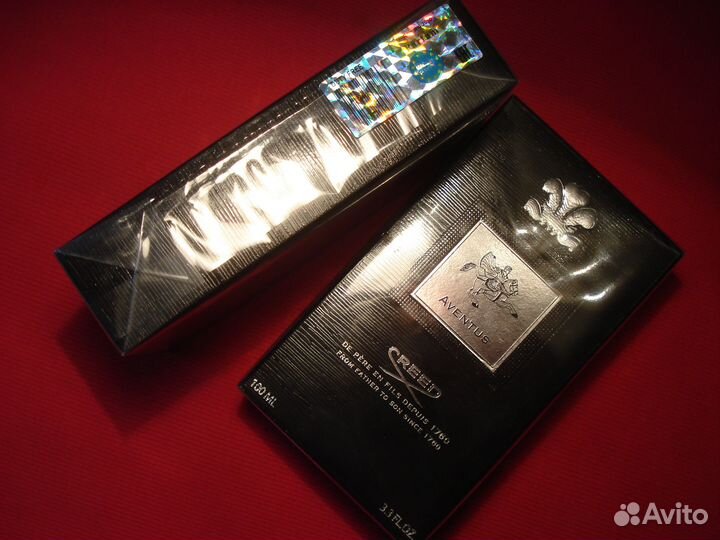 AVENTUS
CREED
DE PÈRE EN FILS DEPUIS 1760
FROM FATHER TO SON SINCE 1760
100 ML
3.3 FL.OZ
Avito